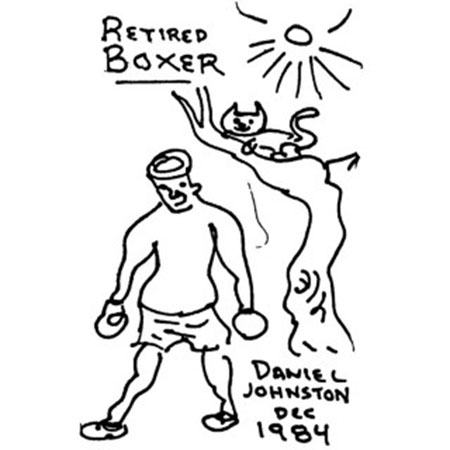 RETIRED
BOXER
DANIEL
JOHNSTON
DEC
1984